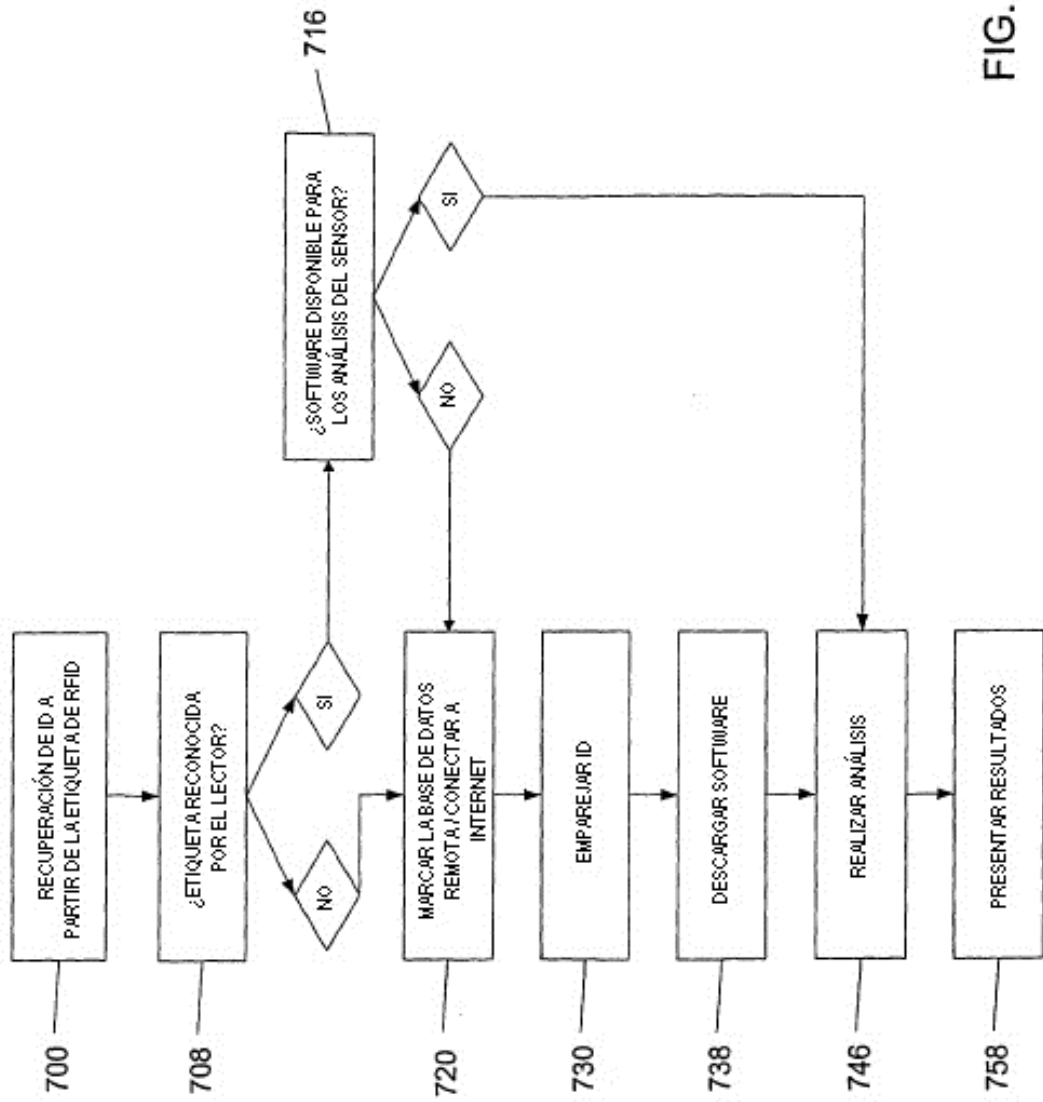 700
RECUPERACIÓN DE ID A
PARTIR DE LA ETIQUETA DE RFID
708
¿ETIQUETA RECONOCIDA
POR EL LECTOR?
NO
SI
716
¿SOFTWARE DISPONIBLE PARA
LOS ANÁLISIS DEL SENSOR?
NO
SI
720
MARCAR LA BASE DE DATOS
REMOTA / CONECTAR A
INTERNET
730
EMPAREJAR ID
738
DESCARGAR SOFTWARE
746
REALIZAR ANÁLISIS
758
PRESENTAR RESULTADOS
FIG.